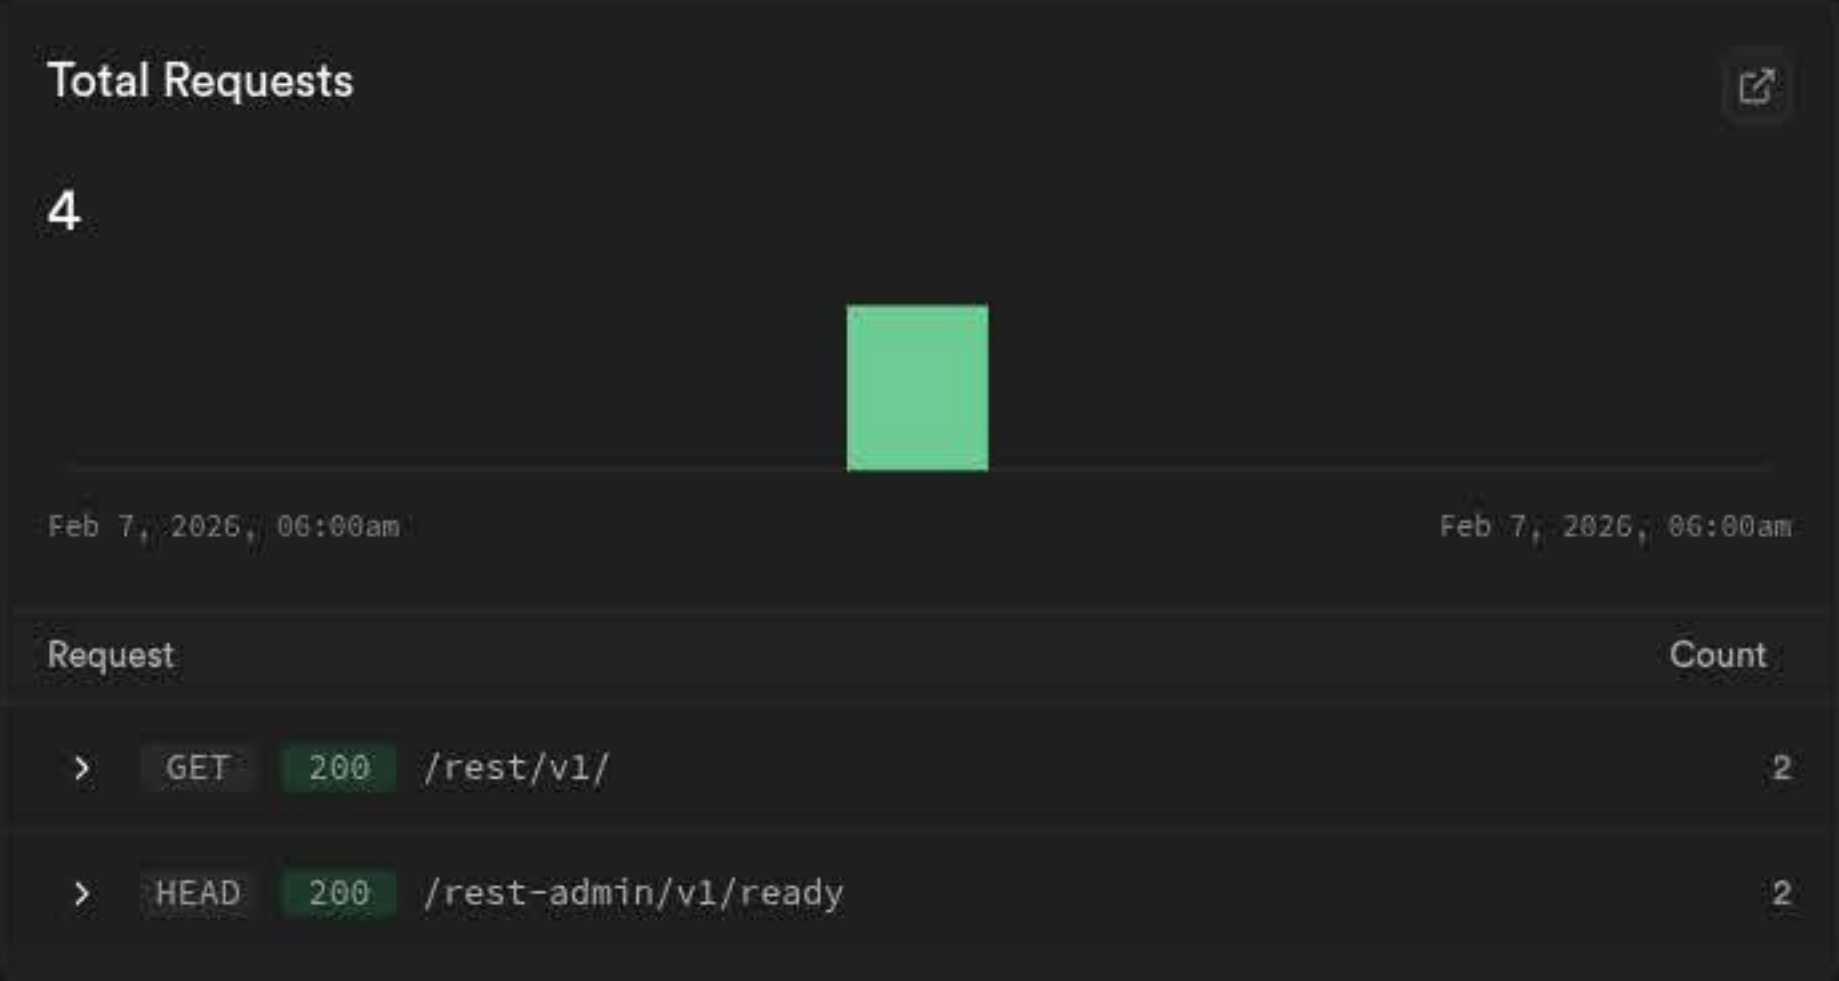 Total Requests
4
Feb 7, 2026, 06:00am Feb 7, 2026, 06:00am
Request Count
GET 200 /rest/v1/ 2
HEAD 200 /rest-admin/v1/ready 2